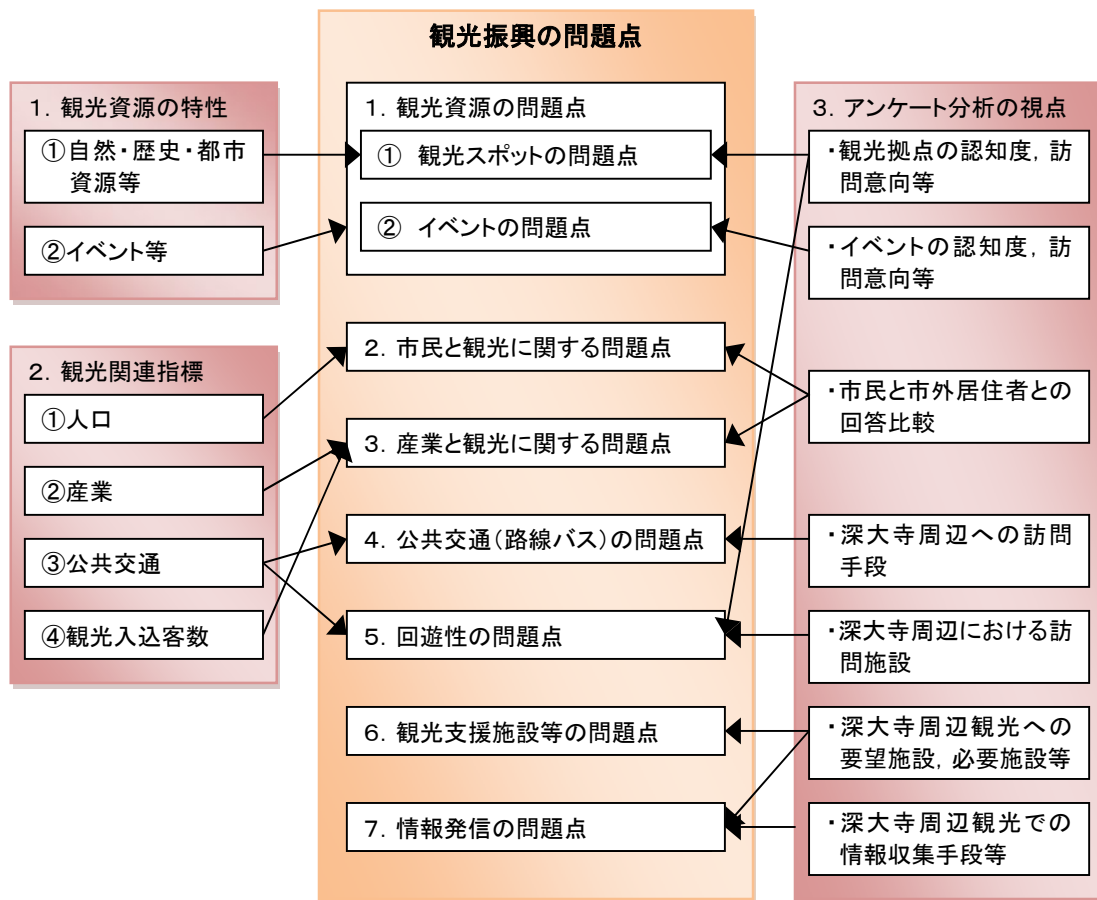 観光振興の問題点
1．観光資源の特性
①自然・歴史・都市
資源等
②イベント等
2．観光関連指標
①人口
②産業
③公共交通
④観光入込客数
1．観光資源の問題点
① 観光スポットの問題点
② イベントの問題点
2．市民と観光に関する問題点
3．産業と観光に関する問題点
4．公共交通（路線バス）の問題点
5．回遊性の問題点
6．観光支援施設等の問題点
7．情報発信の問題点
3．アンケート分析の視点
・観光拠点の認知度，訪
問意向等
・イベントの認知度，訪
問意向等
・市民と市外居住者との
回答比較
・深大寺周辺への訪問
手段
・深大寺周辺における訪
問施設
・深大寺周辺観光への
要望施設，必要施設等
・深大寺周辺観光での
情報収集手段等